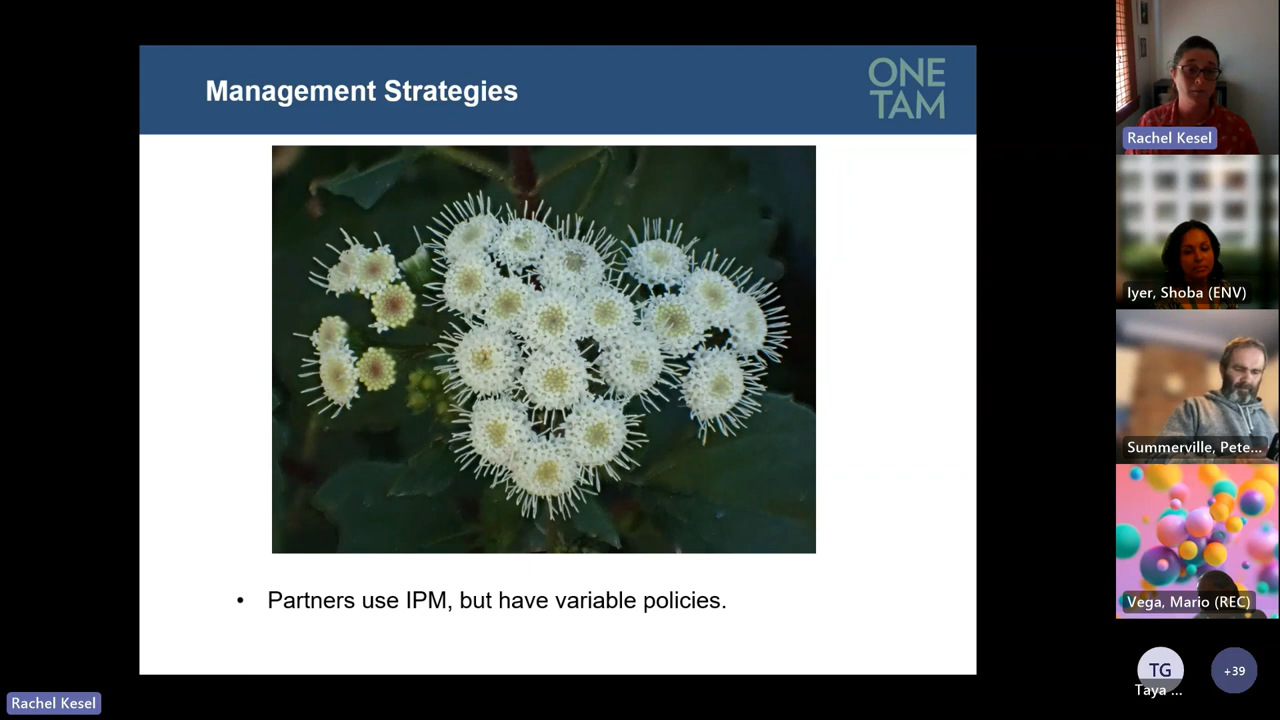 Management Strategies
ONE
TAM
• Partners use IPM, but have variable policies.
Rachel Kesel
Iyer, Shoba (ENV)
Summerville, Pete...
Vega, Mario (REC)
TG
+39
Taya ...
Rachel Kesel